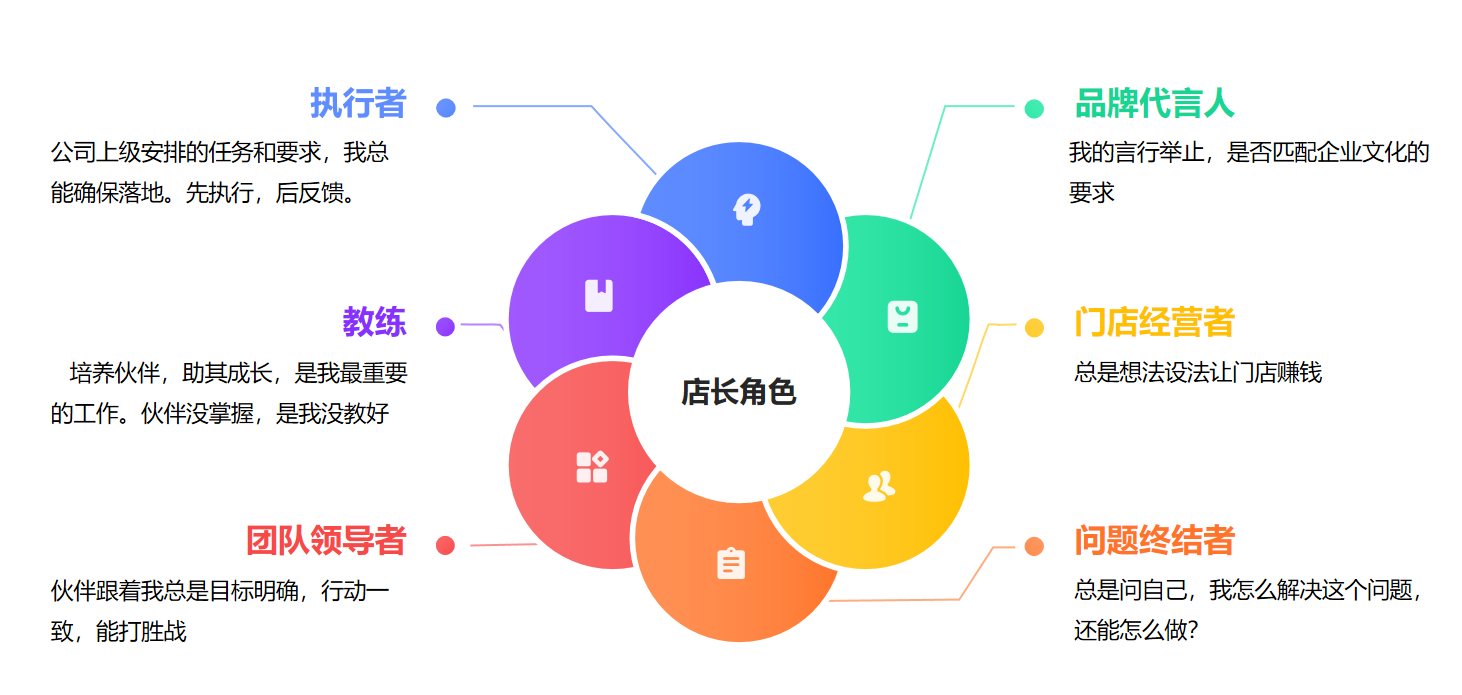 执行者
公司上级安排的任务和要求，我总
能确保落地。先执行，后反馈。
教练
培养伙伴，助其成长，是我最重要
的工作。伙伴没掌握，是我没教好
团队领导者
伙伴跟着我总是目标明确，行动一
致，能打胜战
店长角色
品牌代言人
我的言行举止，是否匹配企业文化的
要求
门店经营者
总是想法设法让门店赚钱
问题终结者
总是问自己，我怎么解决这个问题，
还能怎么做？